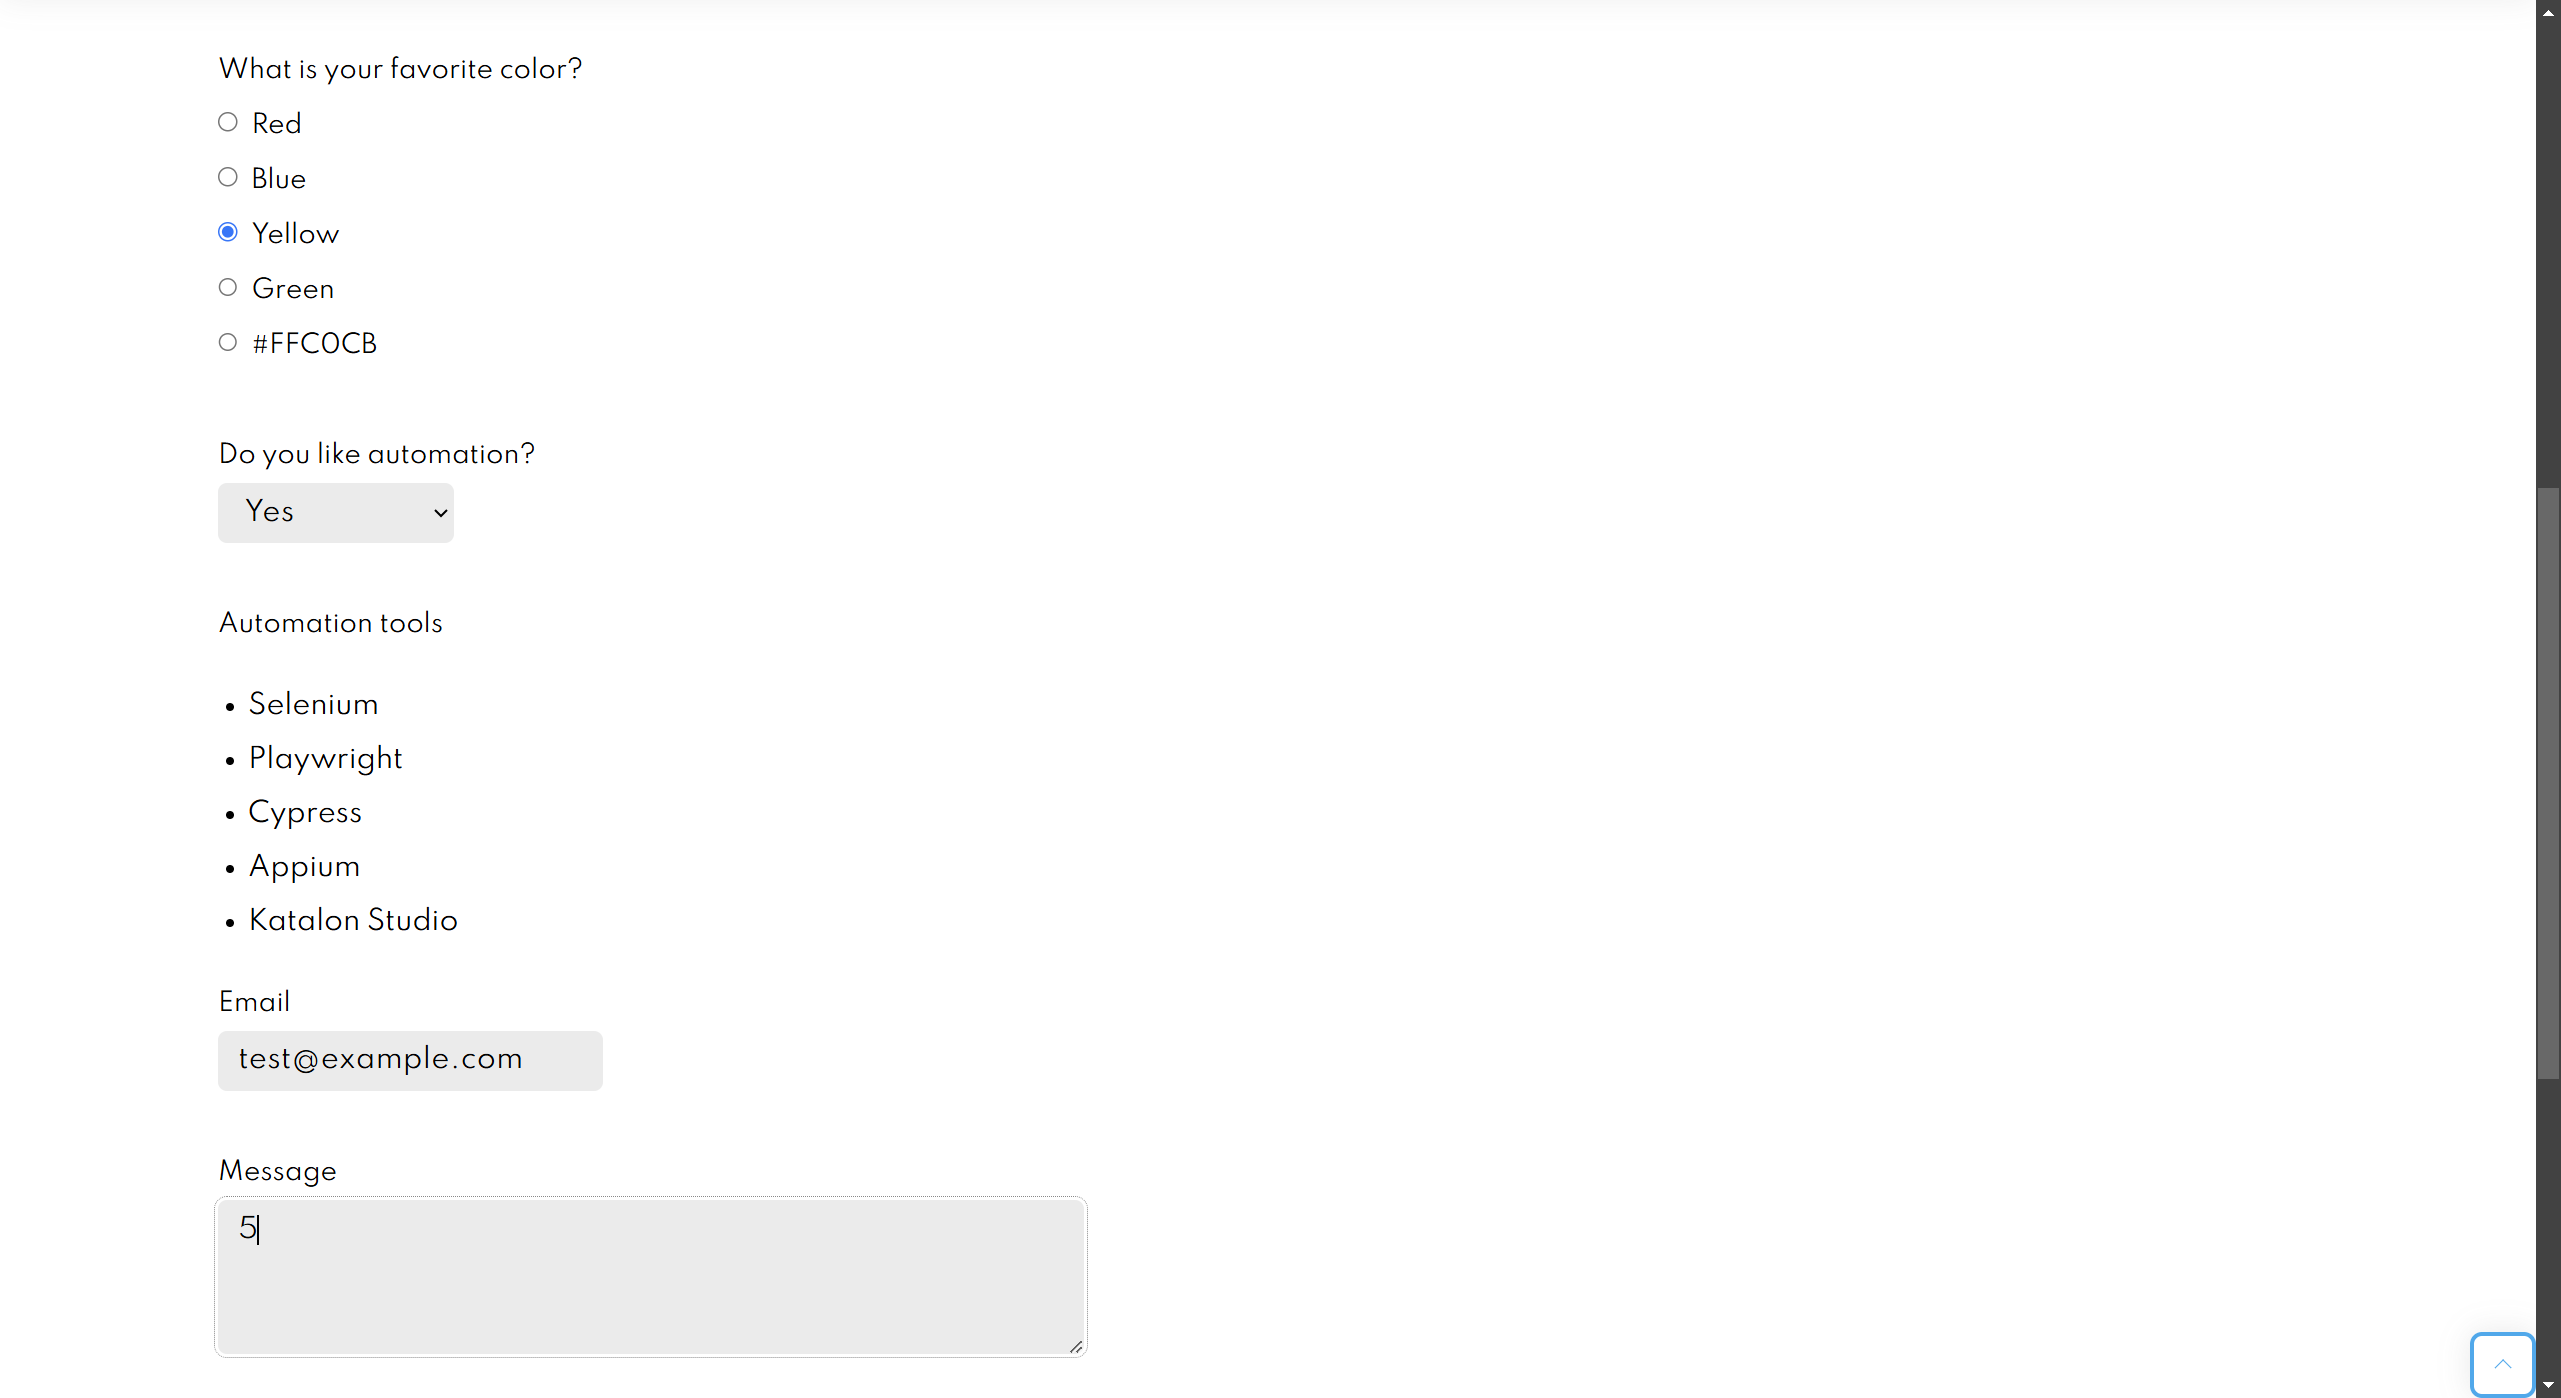 What is your favorite color?
Red
Blue
Yellow
Green
#FFC0CB
Do you like automation?
Yes
Automation tools
• Selenium
• Playwright
• Cypress
• Appium
• Katalon Studio
Email
test@example.com
Message
5